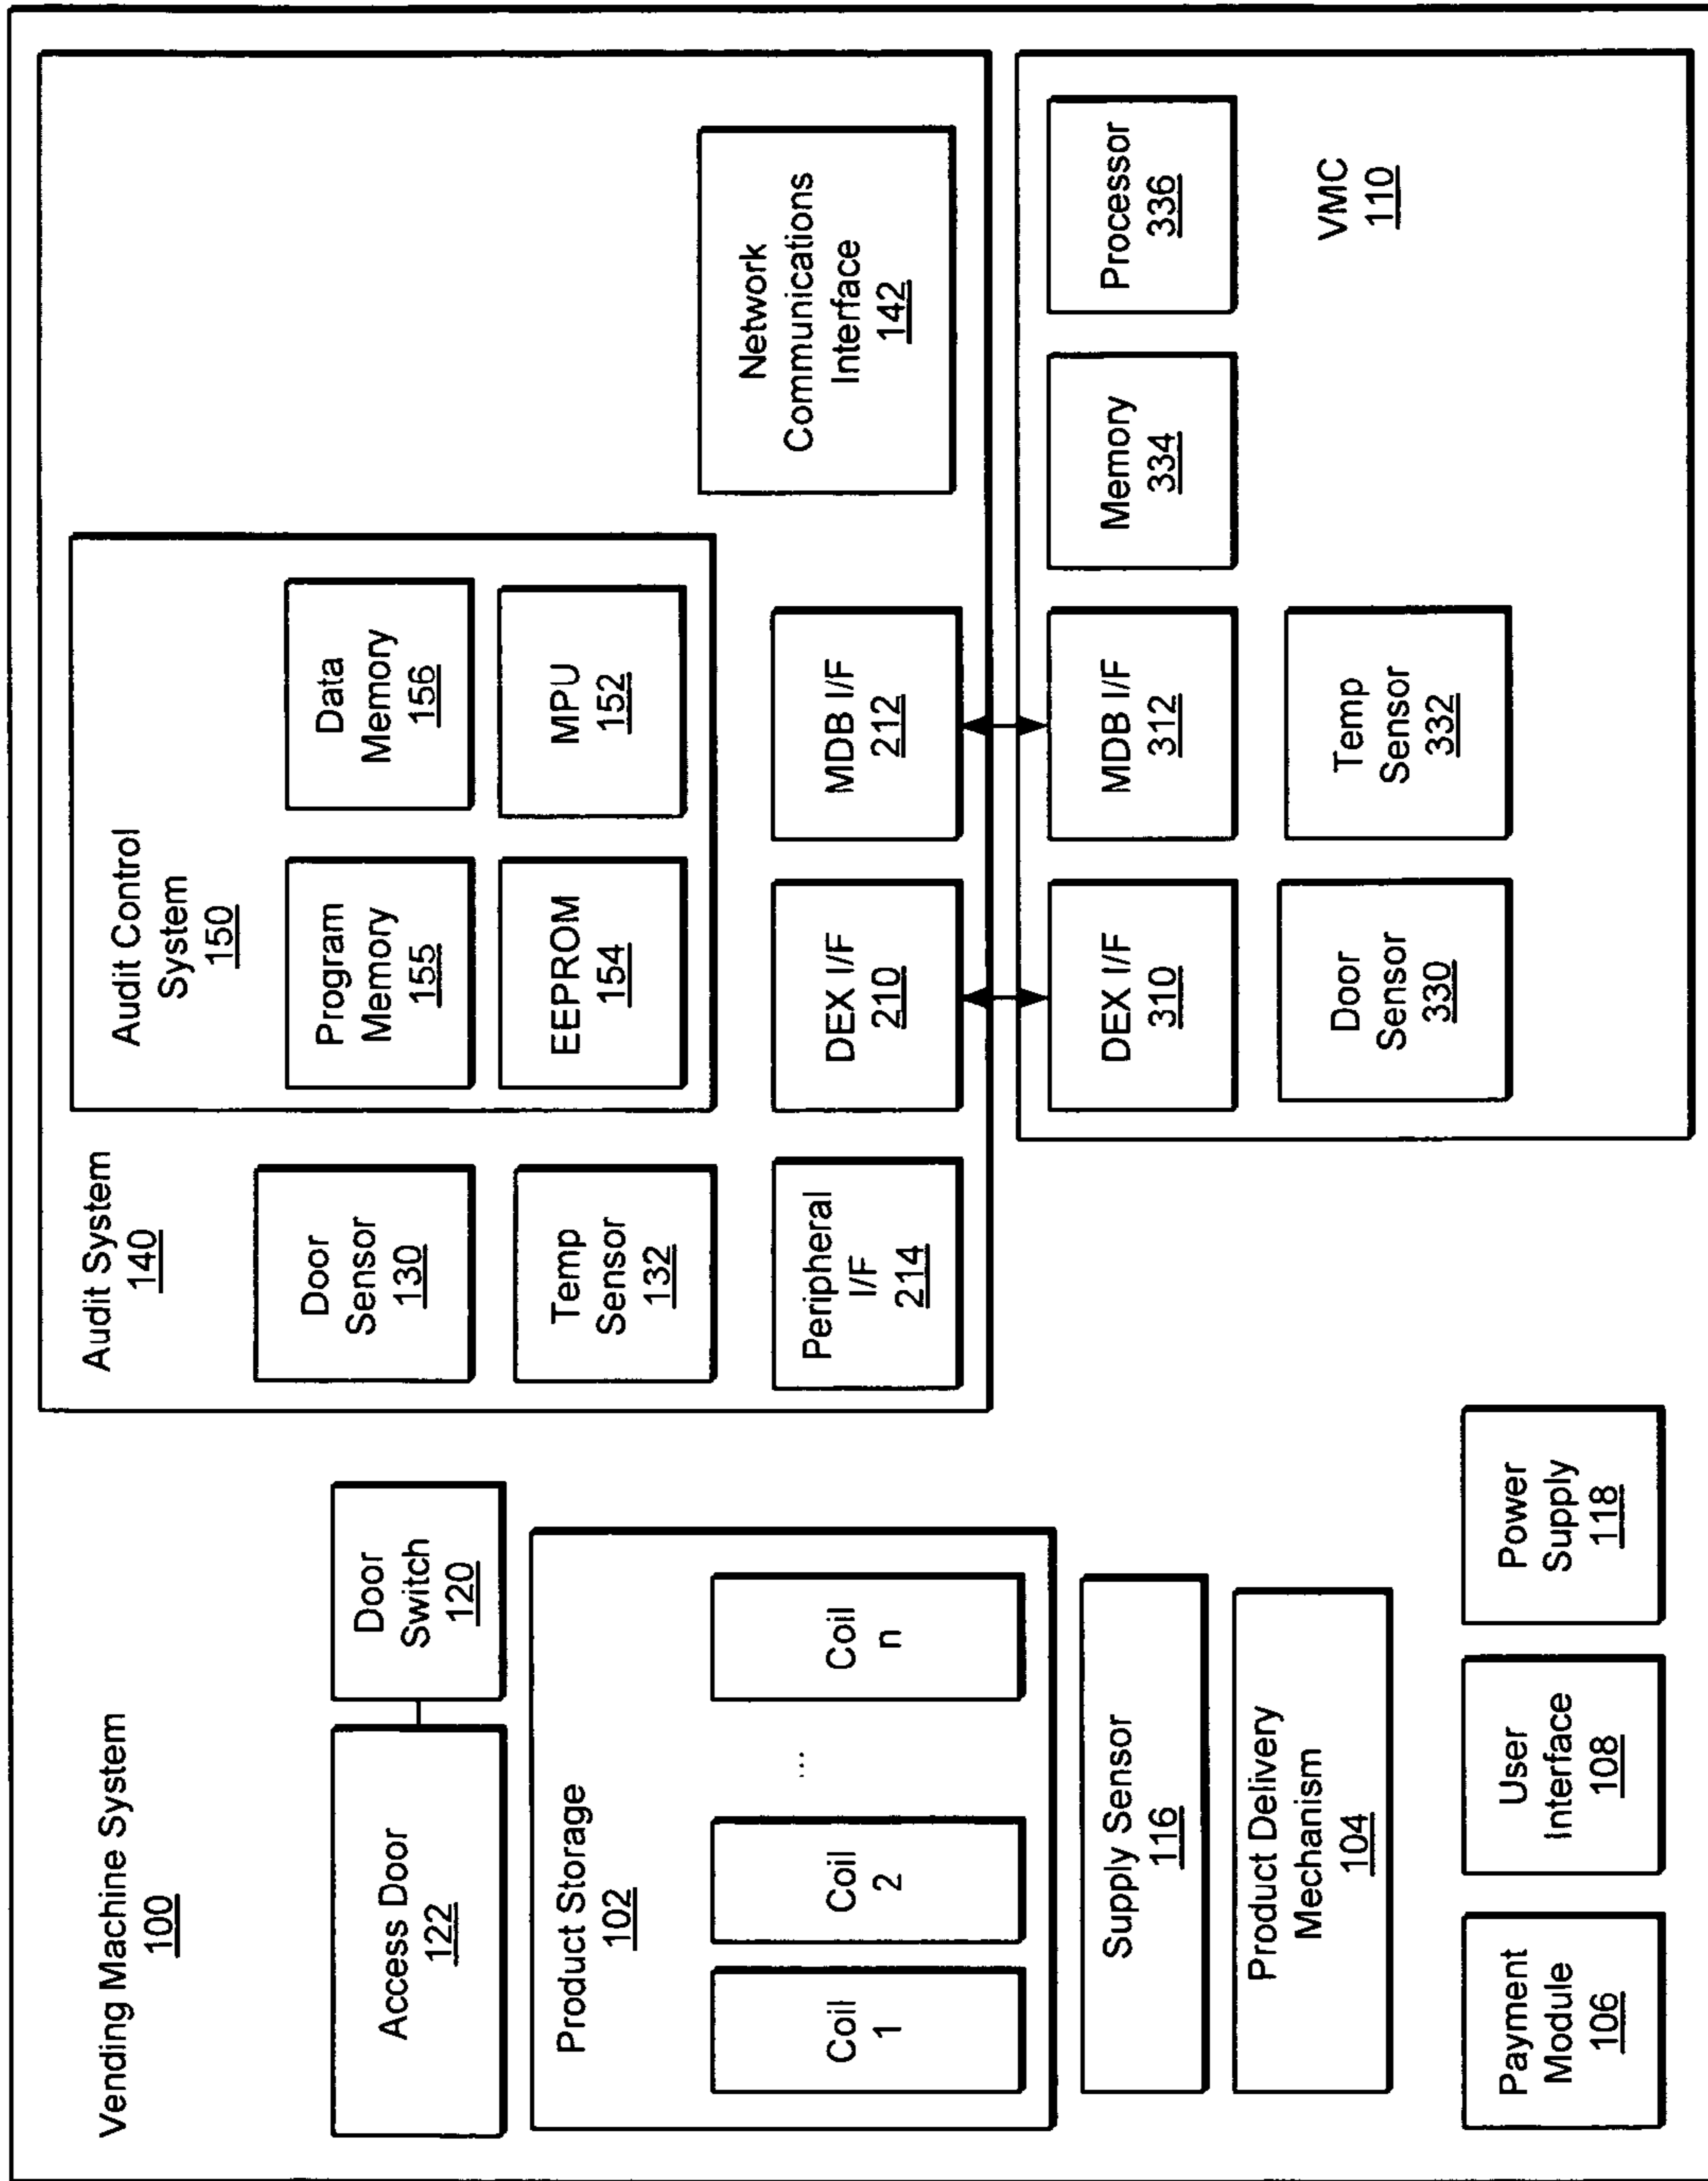 Vending Machine System
100
Access Door
122
Door
Switch
120
Product Storage
102
Coil
1
Coil
2
...
Coil
n
Supply Sensor
116
Product Delivery
Mechanism
104
Payment
Module
106
User
Interface
108
Power
Supply
118
Audit System
140
Door
Sensor
130
Temp
Sensor
132
Peripheral
I/F
214
Audit Control
System
150
Program
Memory
155
Data
Memory
156
EEPROM
154
MPU
152
DEX I/F
210
MDB I/F
212
Network
Communications
Interface
142
DEX I/F
310
MDB I/F
312
Memory
334
Processor
336
Door
Sensor
330
Temp
Sensor
332
VMC
110